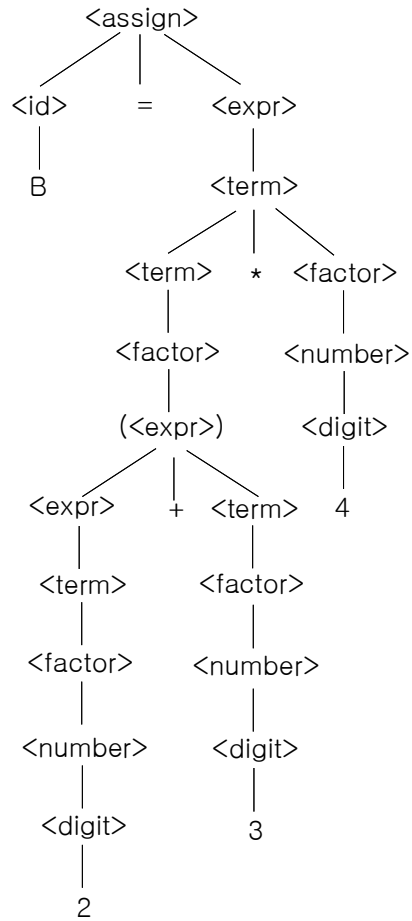 <assign>
<id> = <expr>
B <term>
<term> * <factor>
<factor> <number>
(<expr>) <digit>
<expr> + <term> 4
<term> <factor>
<factor> <number>
<number> <digit>
<digit> 3
2